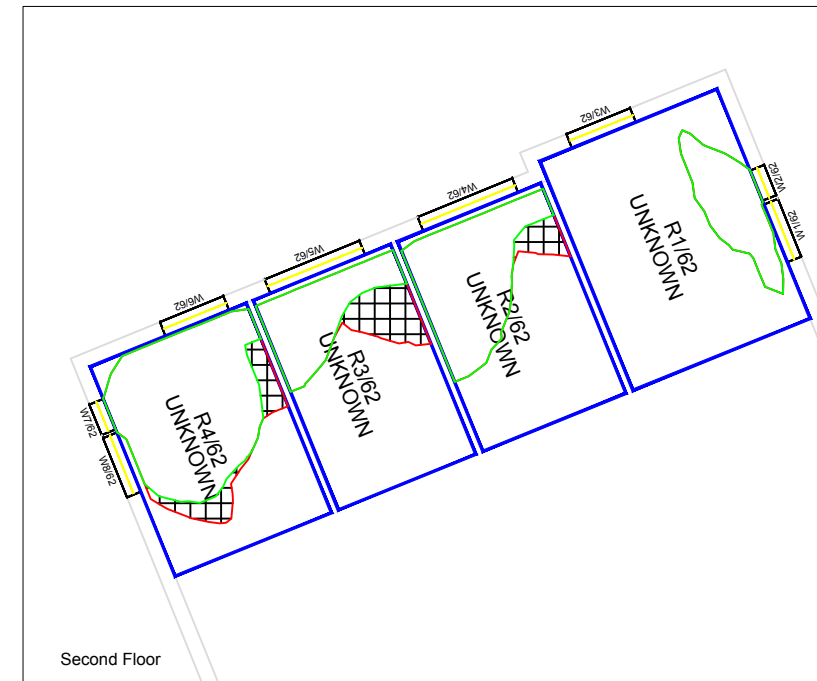 W3/62
W2/62
W1/62
R1/62
UNKNOWN
W4/62
R2/62
UNKNOWN
W5/62
R3/62
UNKNOWN
W6/62
R4/62
UNKNOWN
W7/62
W8/62
Second Floor